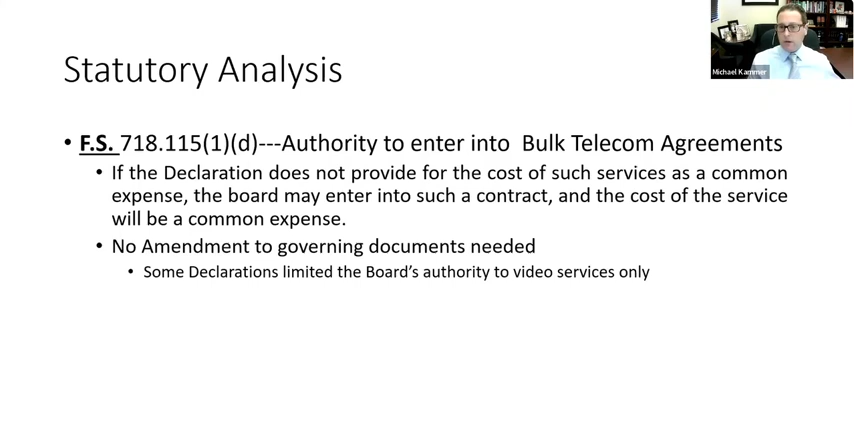 Statutory Analysis
Michael Kammer
• F.S. 718.115(1)(d)---Authority to enter into Bulk Telecom Agreements
• If the Declaration does not provide for the cost of such services as a common
expense, the board may enter into such a contract, and the cost of the service
will be a common expense.
• No Amendment to governing documents needed
• Some Declarations limited the Board's authority to video services only